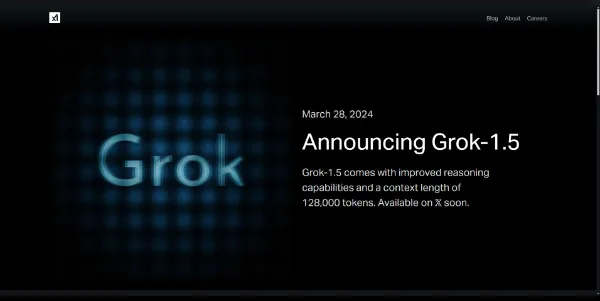 xI
Blog About Careers
Grok
March 28, 2024
Announcing Grok-1.5
Grok-1.5 comes with improved reasoning
capabilities and a context length of
128,000 tokens. Available on 𝕏 soon.